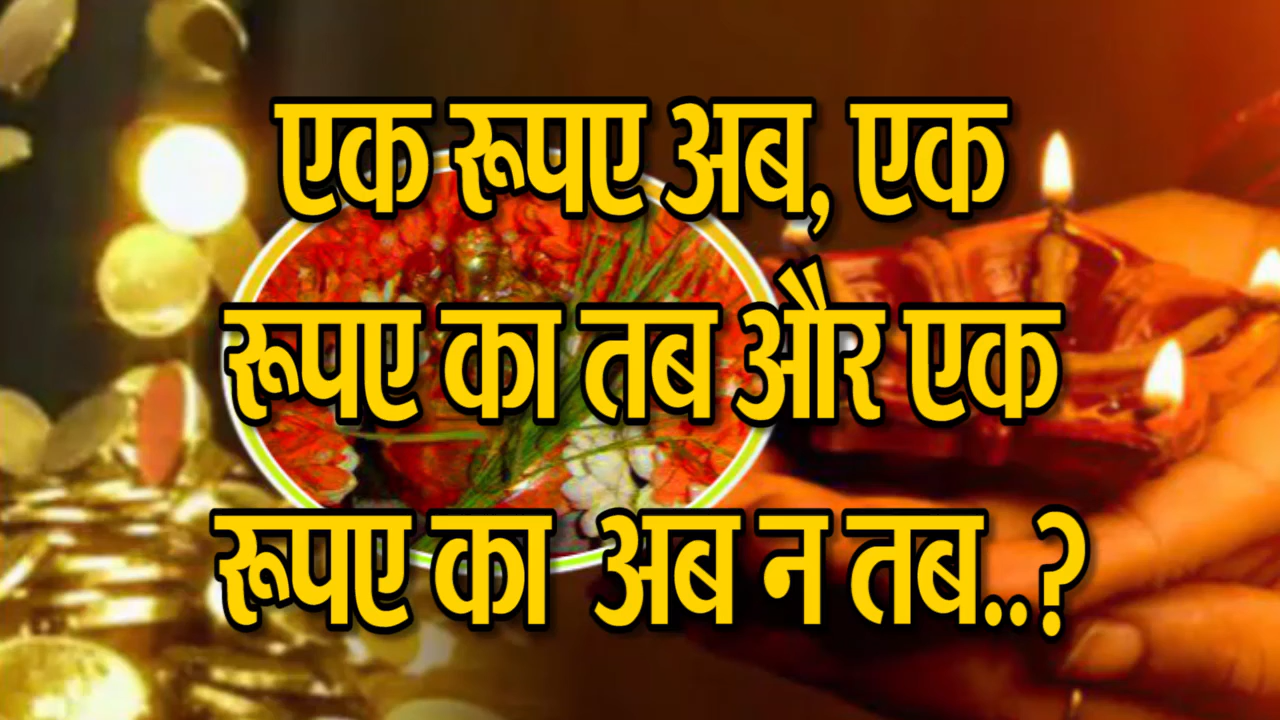 एक रूपए अब, एक
रूपए का तब और एक
रूपए का अब न तब..?